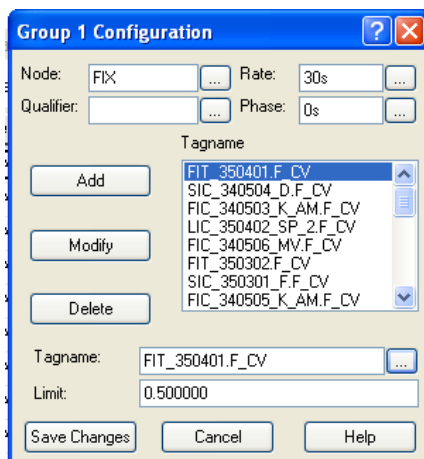 Group 1 Configuration
Node: FIX ... Rate: 30s ...
Qualifier: ... Phase: 0s ...
Tagname
FIT_350401.F_CV
SIC_340504_D.F_CV
FIC_340503_K_AM.F_CV
LIC_350402_SP_2.F_CV
FIC_340506_MV.F_CV
FIT_350302.F_CV
SIC_350301_F.F_CV
FIC_340505_K_AM.F_CV
Add
Modify
Delete
Tagname: FIT_350401.F_CV ...
Limit: 0.500000
Save Changes Cancel Help